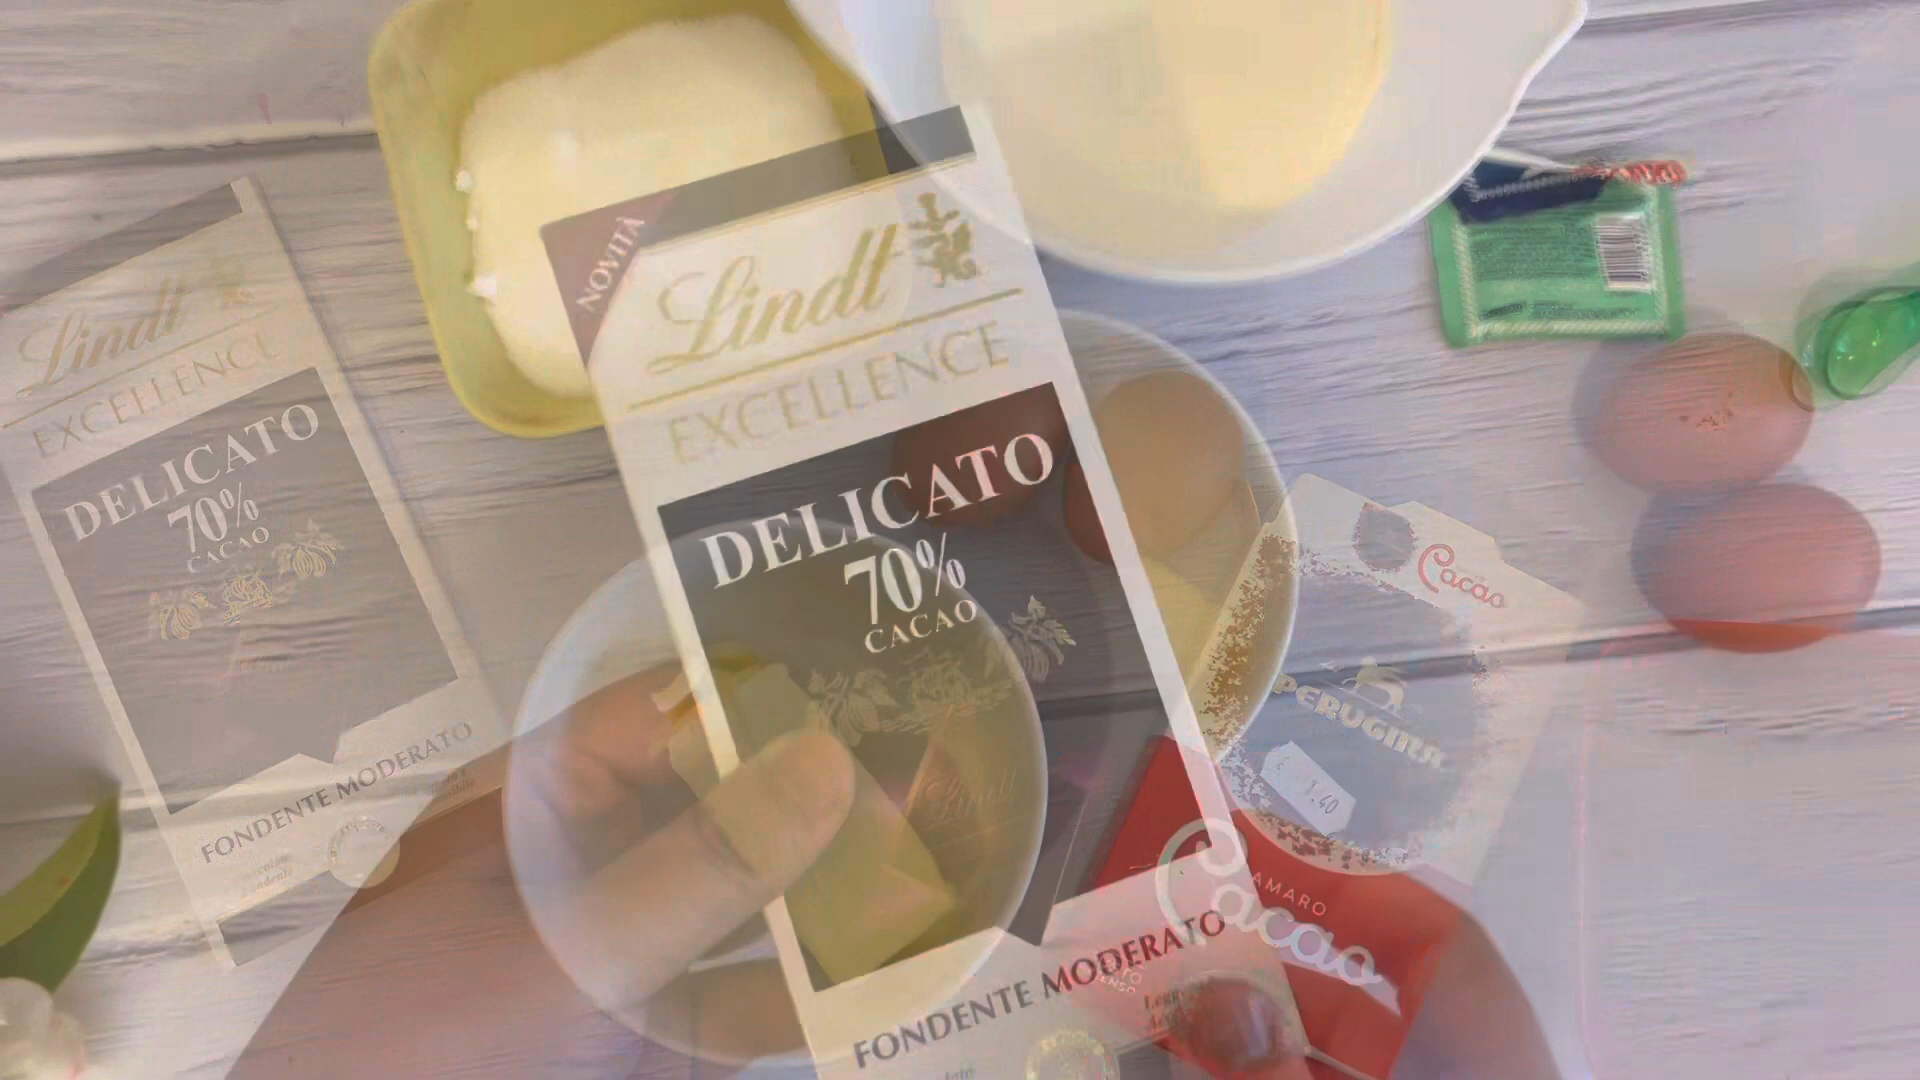 Lindt
EXCELLENCE
DELICATO
70%
CACAO
FONDENTE MODERATO
NOVITÀ
Lindt
EXCELLENCE
DELICATO
70%
CACAO
FONDENTE MODERATO
Cacao
PERUGINA
1.40
AMARO
Cacao